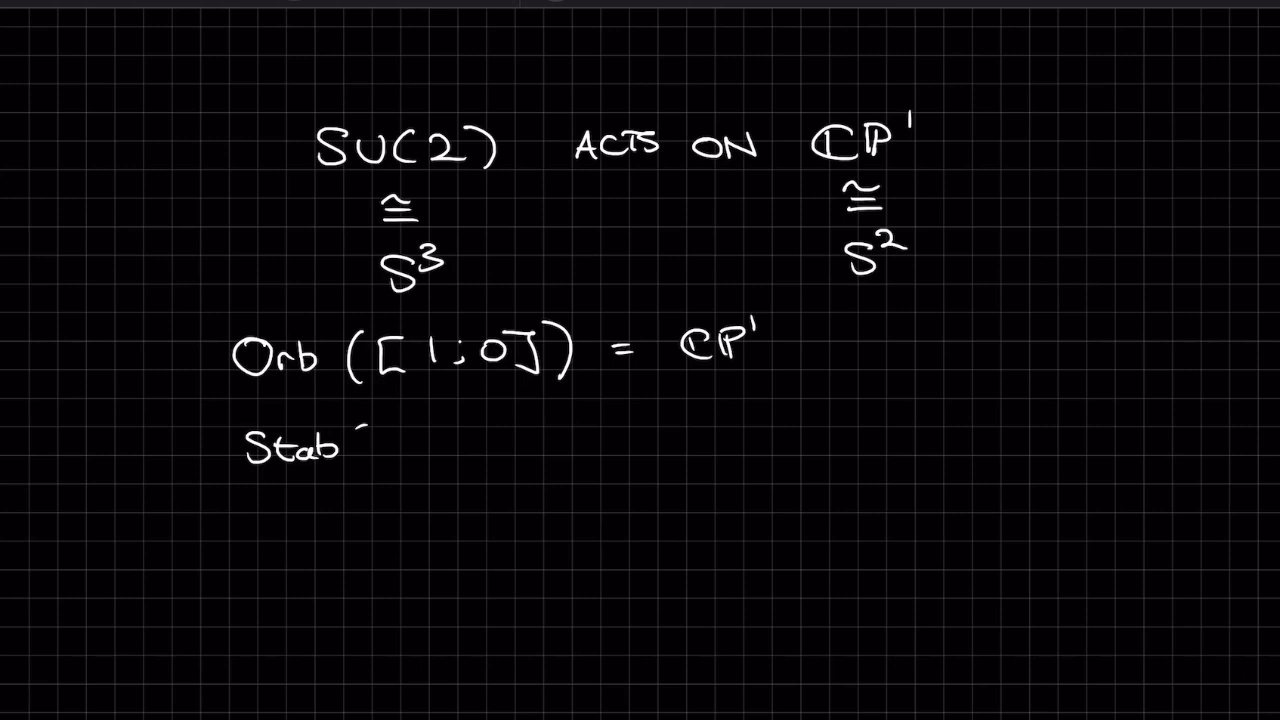 SU(2) ACTS ON ℂℙ¹
≅ ≅
S³ S²
Orb ([1;0]) = ℂℙ¹
Stab